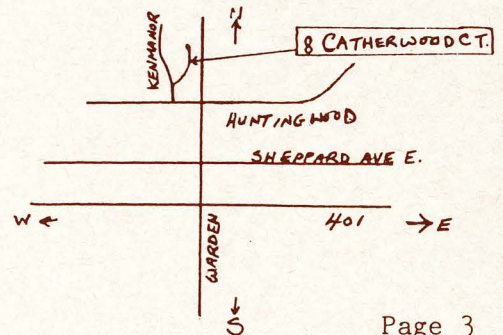 N
KENMANOR
8 CATHERWOOD CT.
HUNTINGWOOD
SHEPPARD AVE E.
W
401
E
WARDEN
S
Page 3